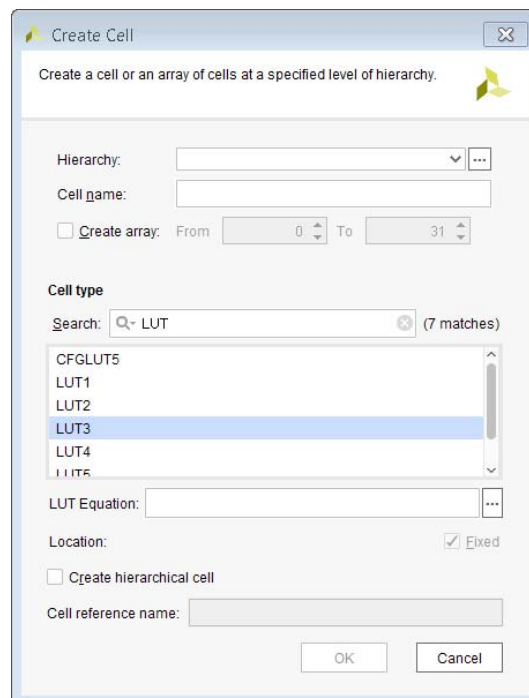 Create Cell
Create a cell or an array of cells at a specified level of hierarchy.
Hierarchy:
...
Cell name:
Create array: From 0 To 31
Cell type
Search: LUT (7 matches)
CFGLUT5
LUT1
LUT2
LUT3
LUT4
LUT5
LUT Equation:
...
Location: Fixed
Create hierarchical cell
Cell reference name:
OK Cancel